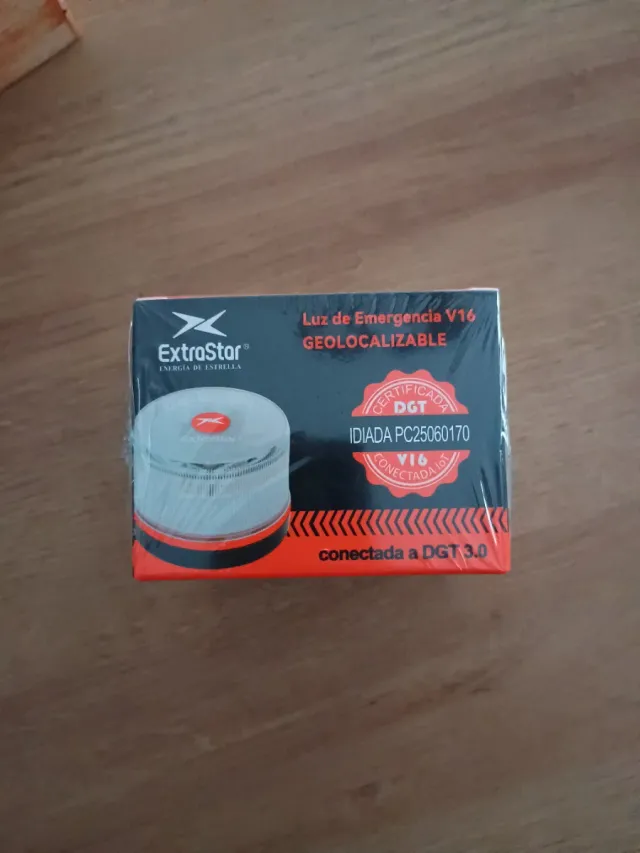 ExtraStar®
ENERGÍA DE ESTRELLA
Luz de Emergencia V16
GEOLOCALIZABLE
CERTIFICADA
DGT
IDIADA PC25060170
V16
CONECTADA IoT
conectada a DGT 3.0